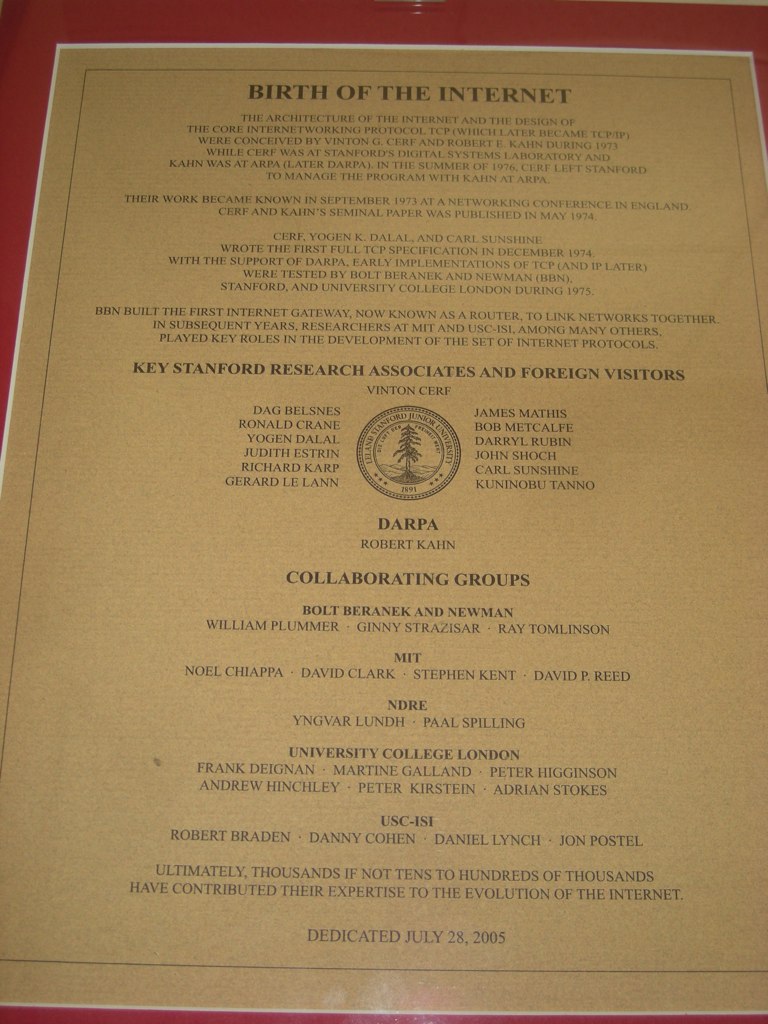 BIRTH OF THE INTERNET
THE ARCHITECTURE OF THE INTERNET AND THE DESIGN OF
THE CORE INTERNETWORKING PROTOCOL TCP (WHICH LATER BECAME TCP/IP)
WERE CONCEIVED BY VINTON G. CERF AND ROBERT E. KAHN DURING 1973
WHILE CERF WAS AT STANFORD'S DIGITAL SYSTEMS LABORATORY AND
KAHN WAS AT ARPA (LATER DARPA). IN THE SUMMER OF 1976, CERF LEFT STANFORD
TO MANAGE THE PROGRAM WITH KAHN AT ARPA.
THEIR WORK BECAME KNOWN IN SEPTEMBER 1973 AT A NETWORKING CONFERENCE IN ENGLAND.
CERF AND KAHN'S SEMINAL PAPER WAS PUBLISHED IN MAY 1974.
CERF, YOGEN K. DALAL, AND CARL SUNSHINE
WROTE THE FIRST FULL TCP SPECIFICATION IN DECEMBER 1974.
WITH THE SUPPORT OF DARPA, EARLY IMPLEMENTATIONS OF TCP (AND IP LATER)
WERE TESTED BY BOLT BERANEK AND NEWMAN (BBN),
STANFORD, AND UNIVERSITY COLLEGE LONDON DURING 1975.
BBN BUILT THE FIRST INTERNET GATEWAY, NOW KNOWN AS A ROUTER, TO LINK NETWORKS TOGETHER.
IN SUBSEQUENT YEARS, RESEARCHERS AT MIT AND USC-ISI, AMONG MANY OTHERS,
PLAYED KEY ROLES IN THE DEVELOPMENT OF THE SET OF INTERNET PROTOCOLS.
KEY STANFORD RESEARCH ASSOCIATES AND FOREIGN VISITORS
VINTON CERF
DAG BELSNES
RONALD CRANE
YOGEN DALAL
JUDITH ESTRIN
RICHARD KARP
GERARD LE LANN
LELAND STANFORD JUNIOR UNIVERSITY
DIE LUFT DER FREIHEIT WEHT
1891
JAMES MATHIS
BOB METCALFE
DARRYL RUBIN
JOHN SHOCH
CARL SUNSHINE
KUNINOBU TANNO
DARPA
ROBERT KAHN
COLLABORATING GROUPS
BOLT BERANEK AND NEWMAN
WILLIAM PLUMMER · GINNY STRAZISAR · RAY TOMLINSON
MIT
NOEL CHIAPPA · DAVID CLARK · STEPHEN KENT · DAVID P. REED
NDRE
YNGVAR LUNDH · PAAL SPILLING
UNIVERSITY COLLEGE LONDON
FRANK DEIGNAN · MARTINE GALLAND · PETER HIGGINSON
ANDREW HINCHLEY · PETER KIRSTEIN · ADRIAN STOKES
USC-ISI
ROBERT BRADEN · DANNY COHEN · DANIEL LYNCH · JON POSTEL
ULTIMATELY, THOUSANDS IF NOT TENS TO HUNDREDS OF THOUSANDS
HAVE CONTRIBUTED THEIR EXPERTISE TO THE EVOLUTION OF THE INTERNET.
DEDICATED JULY 28, 2005